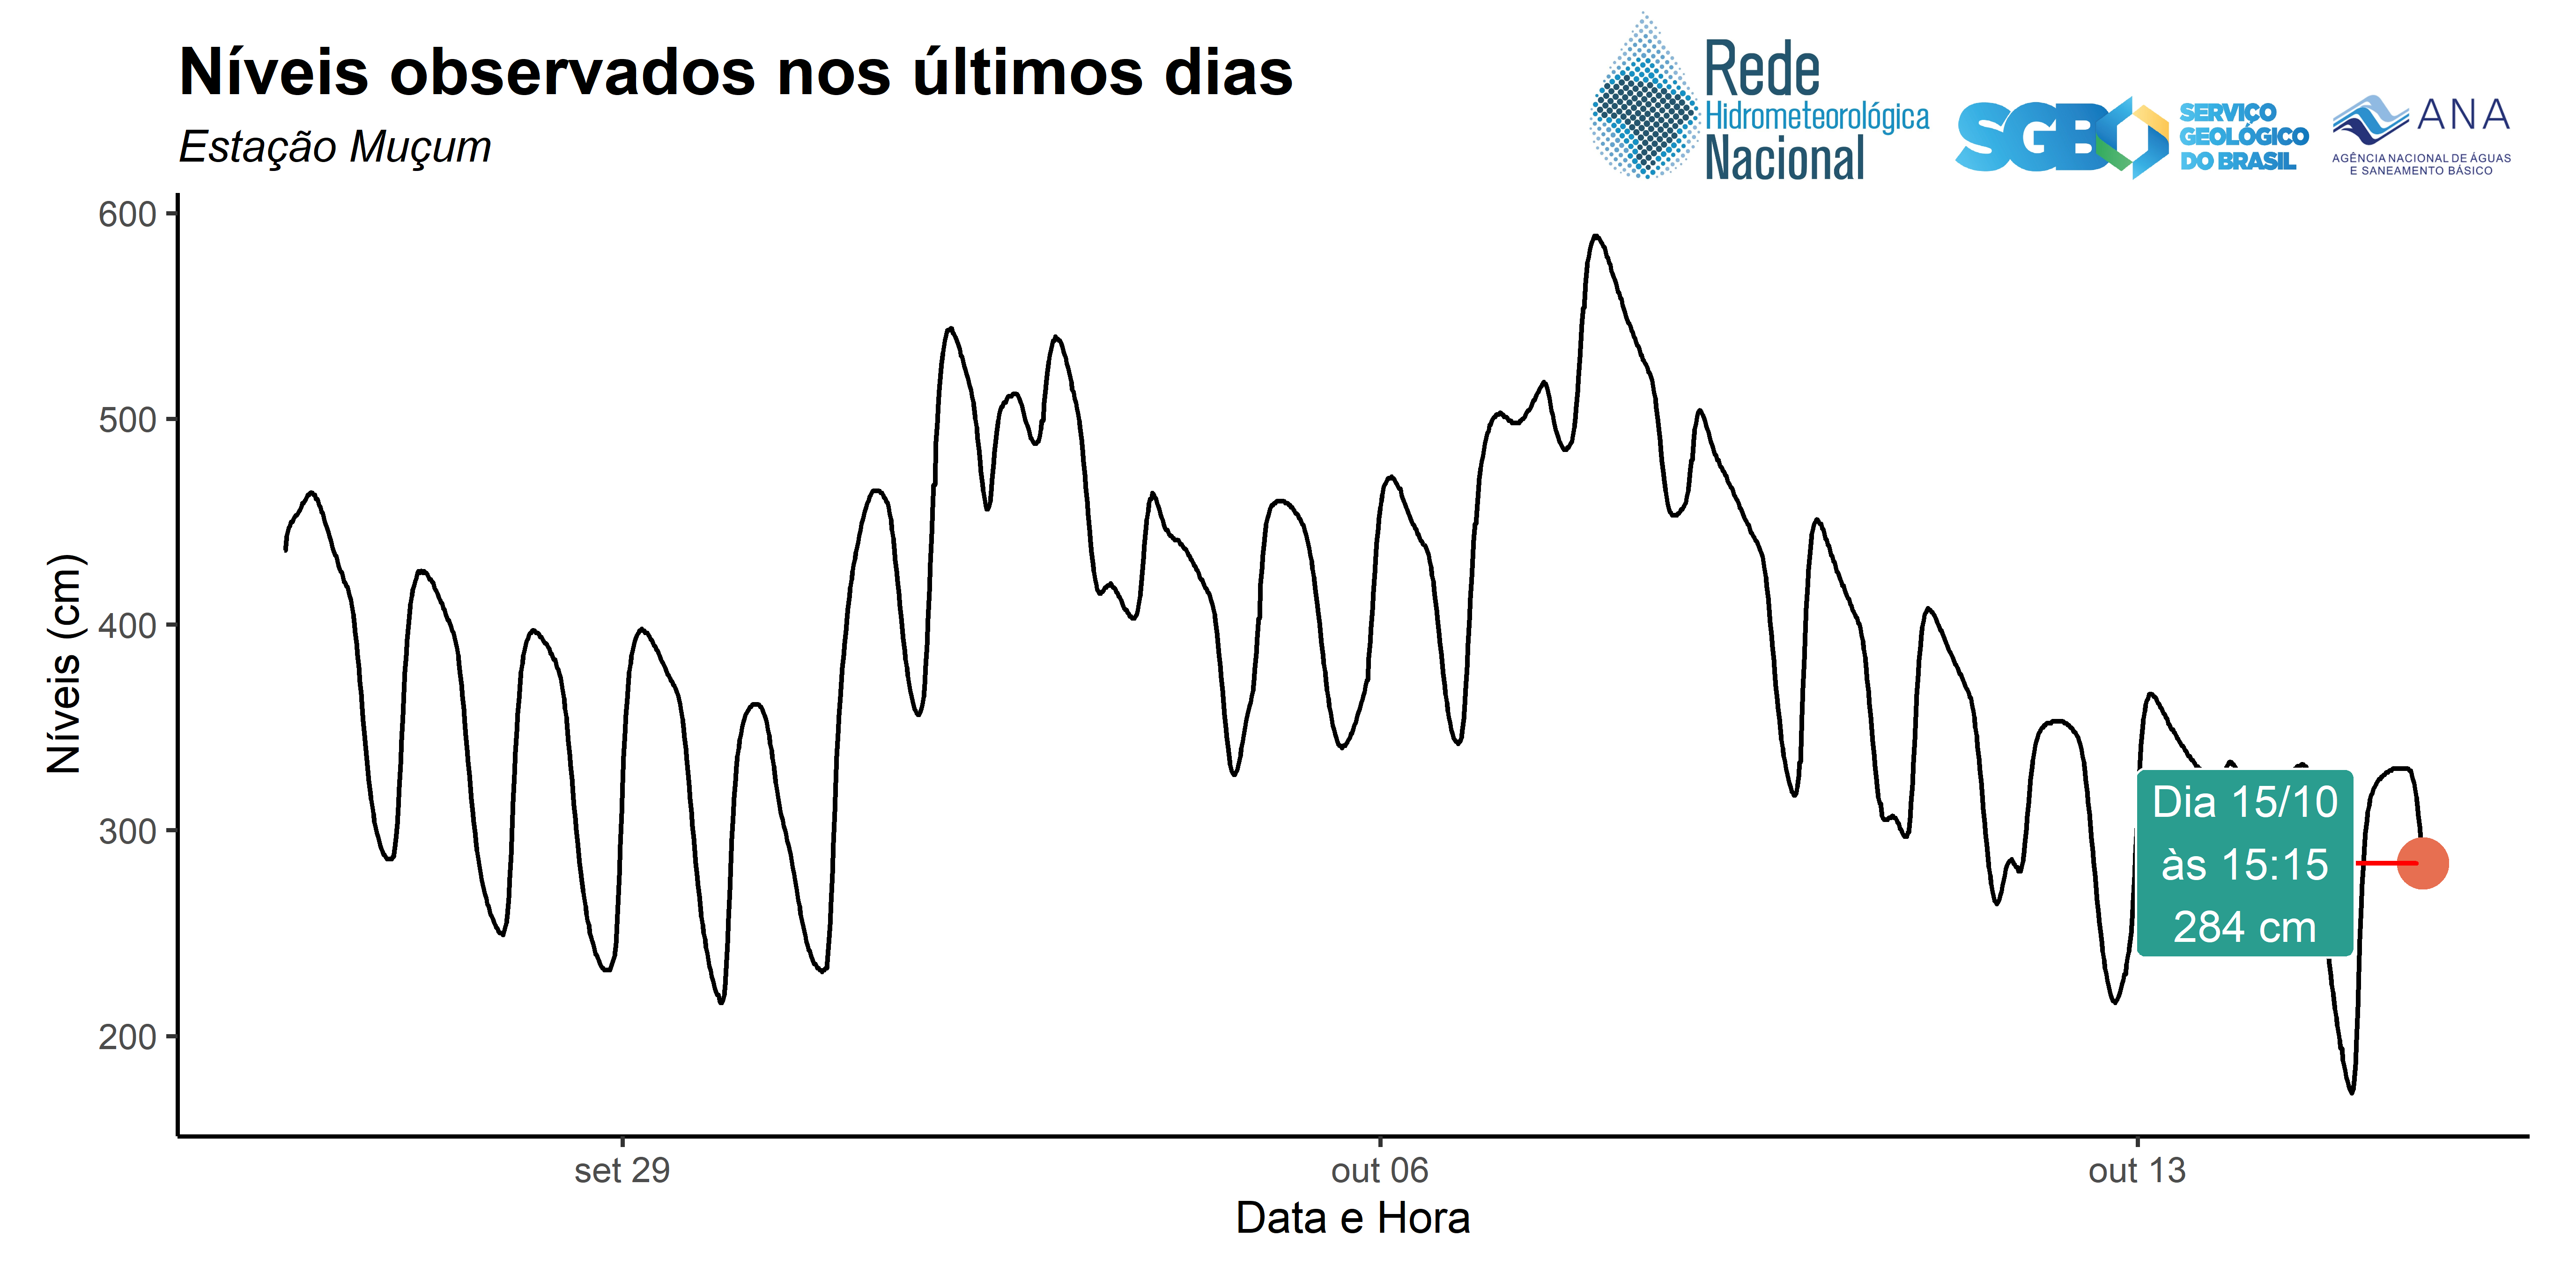 Níveis observados nos últimos dias
Estação Muçum
Rede
Hidrometeorológica
Nacional
SGB
SERVIÇO
GEOLÓGICO
DO BRASIL
ANA
AGÊNCIA NACIONAL DE ÁGUAS
E SANEAMENTO BÁSICO
Níveis (cm)
600
500
400
300
200
Dia 15/10
às 15:15
284 cm
set 29
out 06
out 13
Data e Hora